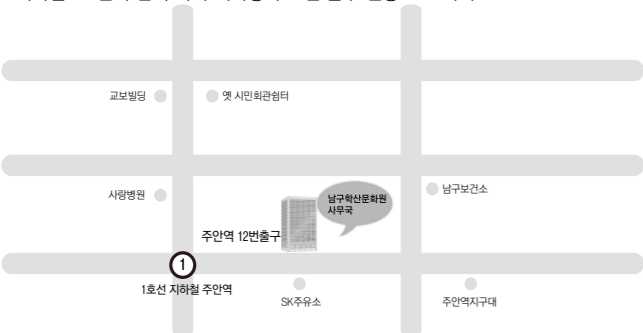 교보빌딩
옛 시민회관쉼터
사랑병원
남구학산문화원
사무국
남구보건소
주안역 12번출구
1
1호선 지하철 주안역
SK주유소
주안역지구대